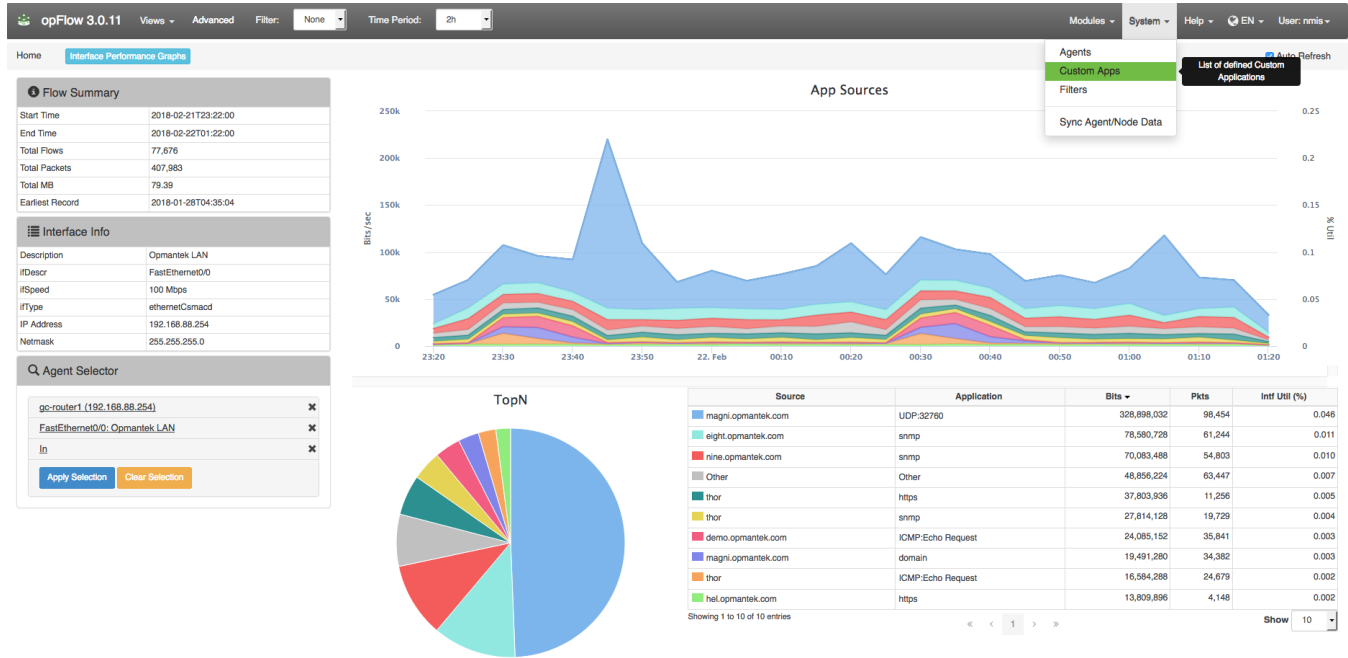 opFlow 3.0.11 Views Advanced Filter: None Time Period: 2h Modules System Help EN User: nmis
Home Interface Performance Graphs Auto Refresh
Agents
Custom Apps
Filters
Sync Agent/Node Data
List of defined Custom
Applications
Flow Summary
Start Time 2018-02-21T23:22:00
End Time 2018-02-22T01:22:00
Total Flows 77,676
Total Packets 407,983
Total MB 79.39
Earliest Record 2018-01-28T04:35:04
Interface Info
Description Opmantek LAN
ifDescr FastEthernet0/0
ifSpeed 100 Mbps
ifType ethernetCsmacd
IP Address 192.168.88.254
Netmask 255.255.255.0
Agent Selector
gc-router1 (192.168.88.254)
FastEthernet0/0: Opmantek LAN
In
Apply Selection Clear Selection
App Sources
250k 0.25
200k 0.2
150k 0.15
100k 0.1
50k 0.05
0 0
Bits/sec
% Util
23:20 23:30 23:40 23:50 22. Feb 00:10 00:20 00:30 00:40 00:50 01:00 01:10 01:20
TopN
Source Application Bits Pkts Intf Util (%)
magni.opmantek.com UDP:32760 328,898,032 98,454 0.046
eight.opmantek.com snmp 78,580,728 61,244 0.011
nine.opmantek.com snmp 70,083,488 54,803 0.010
Other Other 48,856,224 63,447 0.007
thor https 37,803,936 11,256 0.005
thor snmp 27,814,128 19,729 0.004
demo.opmantek.com ICMP:Echo Request 24,085,152 35,841 0.003
magni.opmantek.com domain 19,491,280 34,382 0.003
thor ICMP:Echo Request 16,584,288 24,679 0.002
hel.opmantek.com https 13,809,896 4,148 0.002
Showing 1 to 10 of 10 entries « ‹ 1 › » Show 10